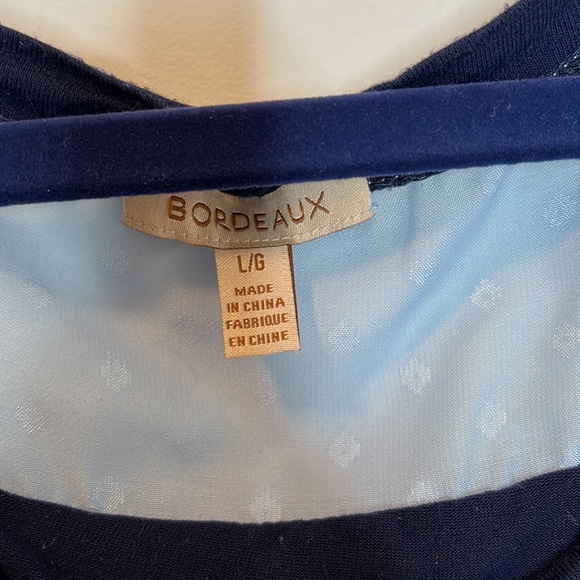 BORDEAUX
L/G
MADE
IN CHINA
FABRIQUE
EN CHINE